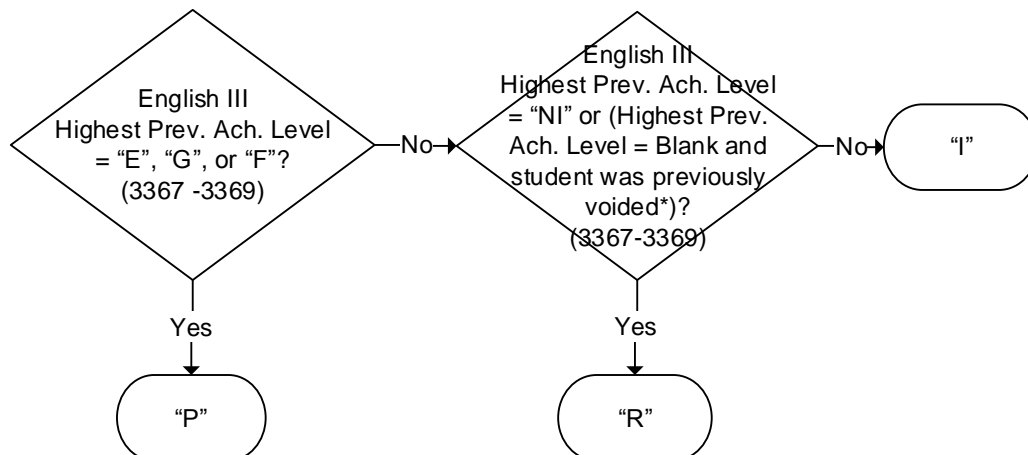 English III
Highest Prev. Ach. Level
= “E”, “G”, or “F”?
(3367 -3369)
No
English III
Highest Prev. Ach. Level
= “NI” or (Highest Prev.
Ach. Level = Blank and
student was previously
voided*)?
(3367-3369)
No
“I”
Yes
Yes
“P”
“R”